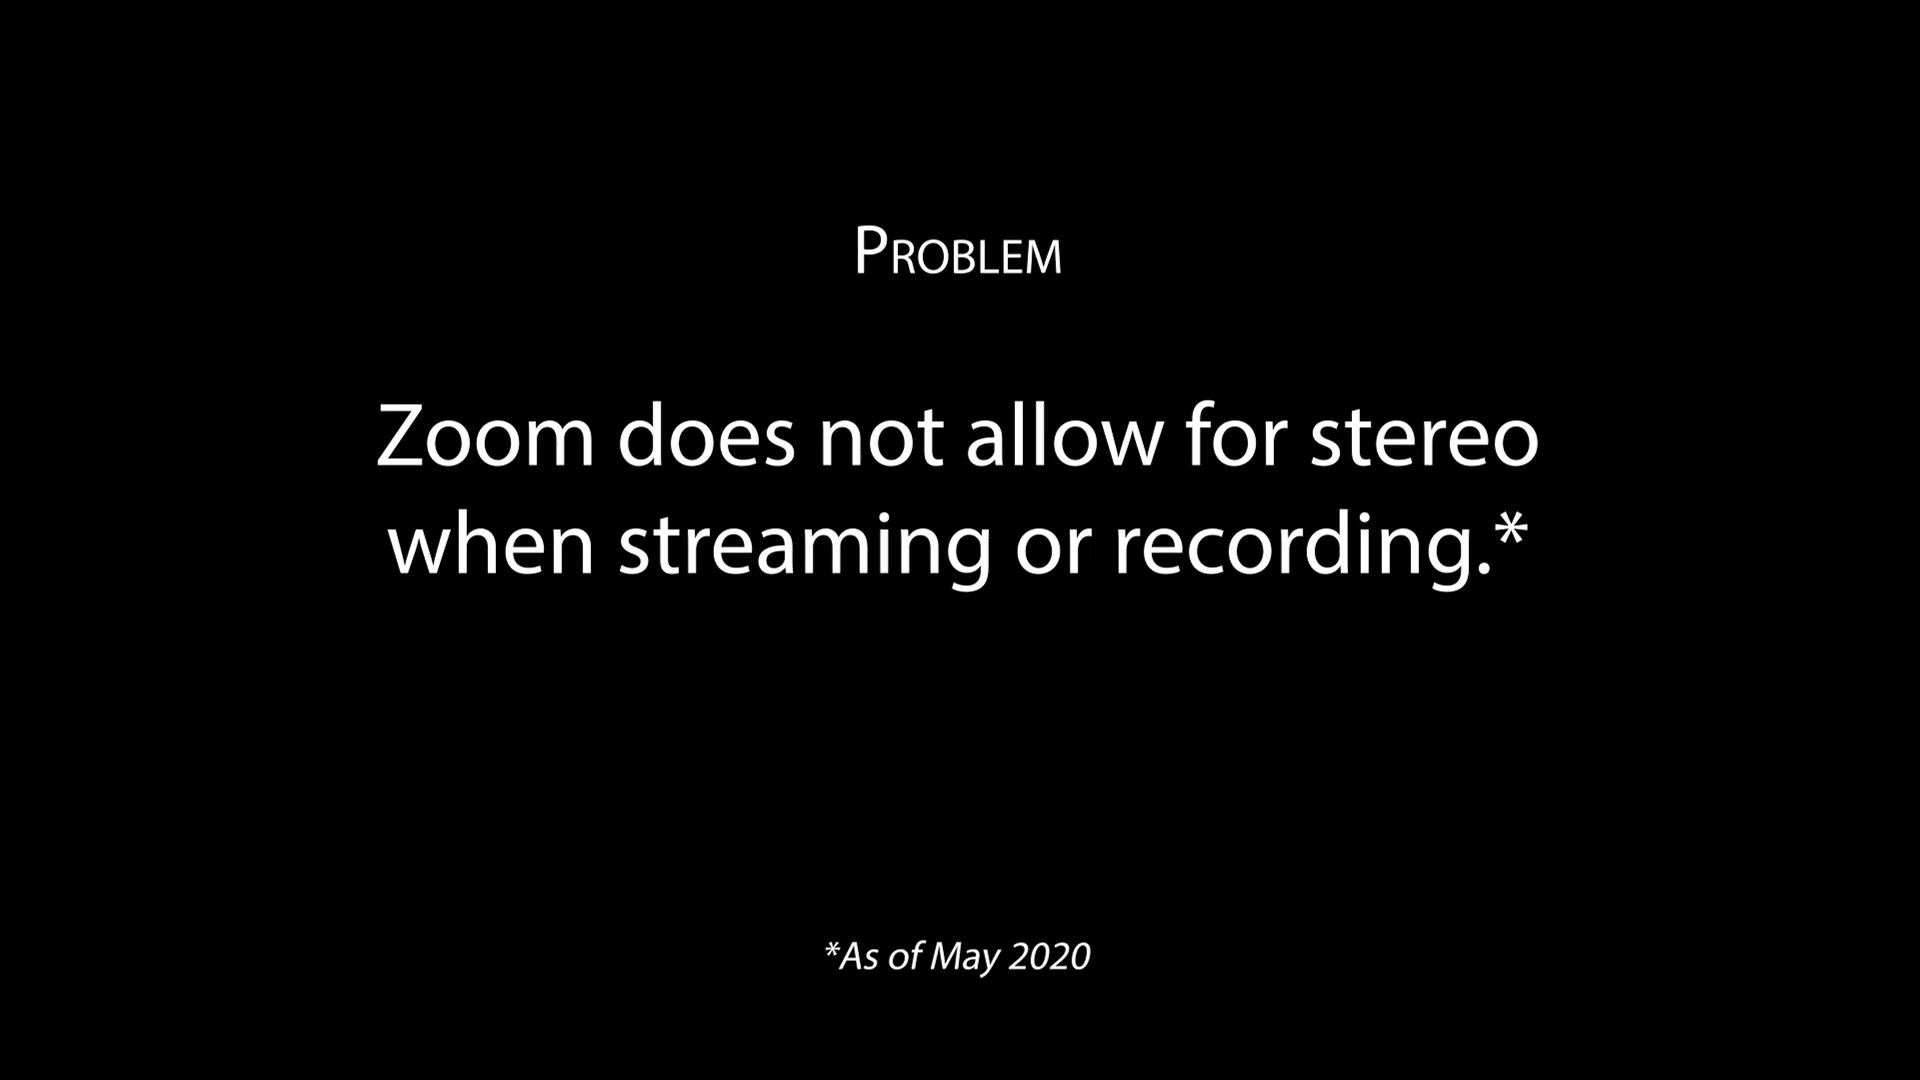 Problem
Zoom does not allow for stereo
when streaming or recording.*
*As of May 2020